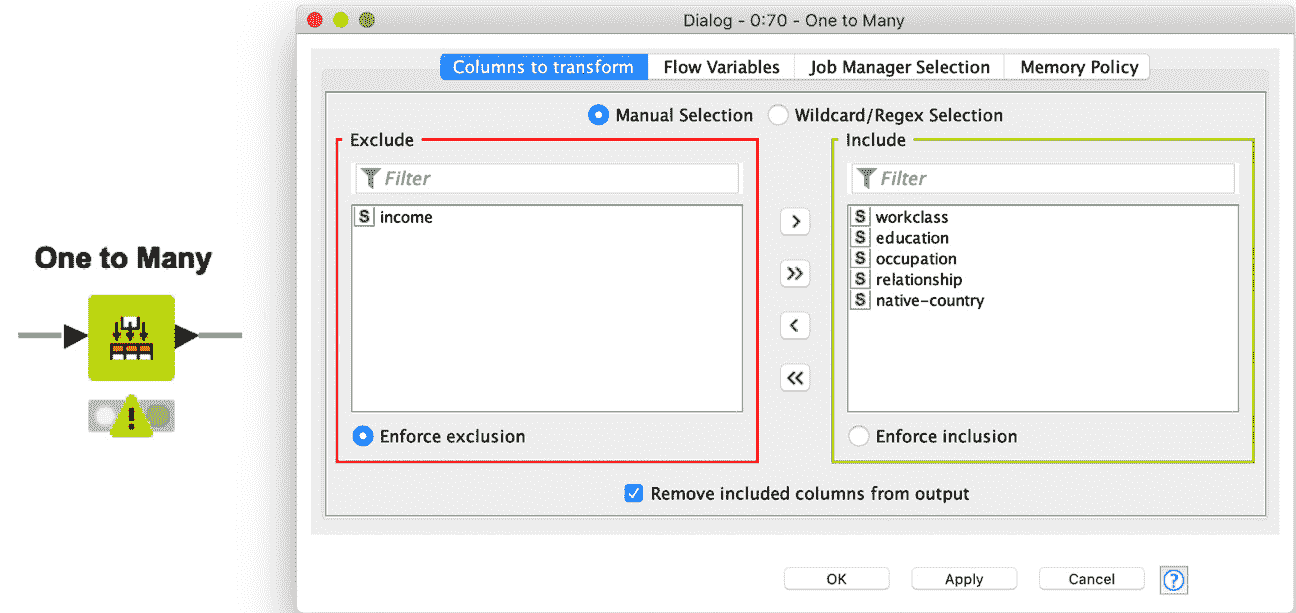 Dialog - 0:70 - One to Many
Columns to transform Flow Variables Job Manager Selection Memory Policy
Manual Selection Wildcard/Regex Selection
Exclude Include
Filter Filter
S income S workclass
S education
S occupation
S relationship
S native-country
> 
>>
<
<<
One to Many
!
Enforce exclusion Enforce inclusion
Remove included columns from output
OK Apply Cancel ?